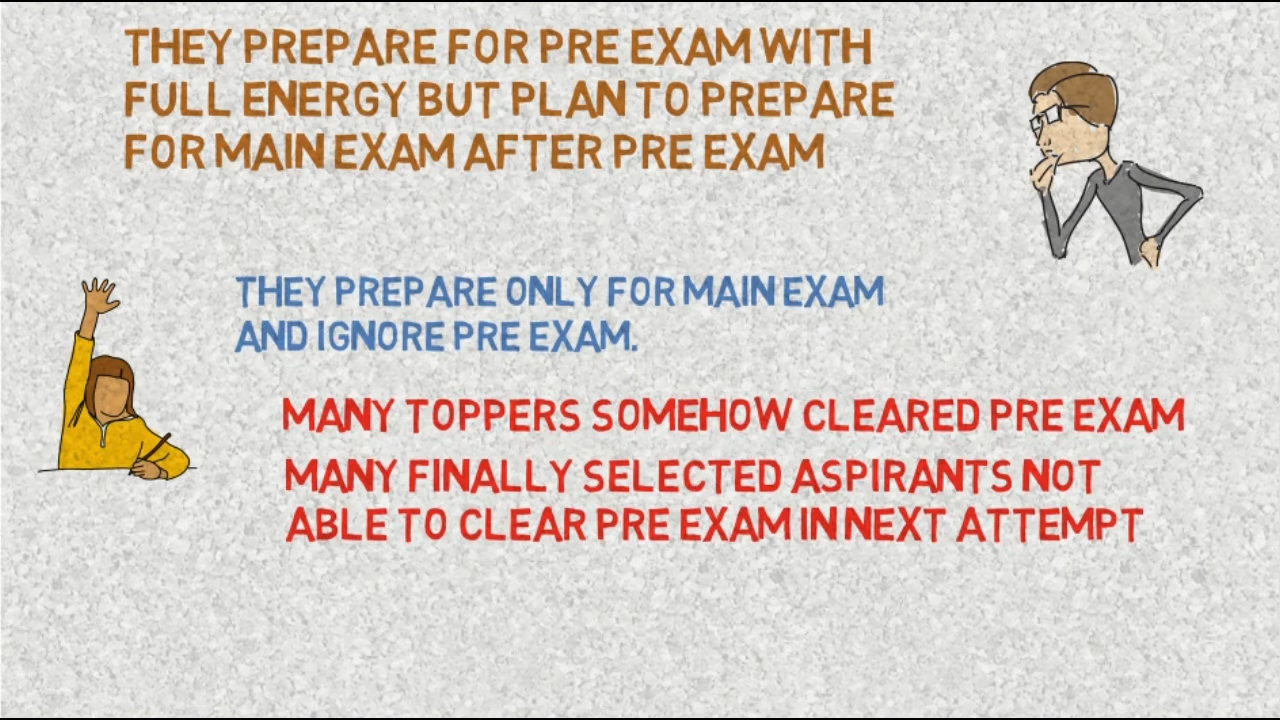 THEY PREPARE FOR PRE EXAM WITH
FULL ENERGY BUT PLAN TO PREPARE
FOR MAIN EXAM AFTER PRE EXAM
THEY PREPARE ONLY FOR MAIN EXAM
AND IGNORE PRE EXAM.
MANY TOPPERS SOMEHOW CLEARED PRE EXAM
MANY FINALLY SELECTED ASPIRANTS NOT
ABLE TO CLEAR PRE EXAM IN NEXT ATTEMPT